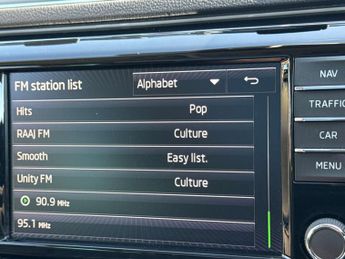 FM station list Alphabet
Hits Pop
RAAJ FM Culture
Smooth Easy list.
Unity FM Culture
90.9 MHz
95.1 MHz
NAV
TRAFFIC
CAR
MENU